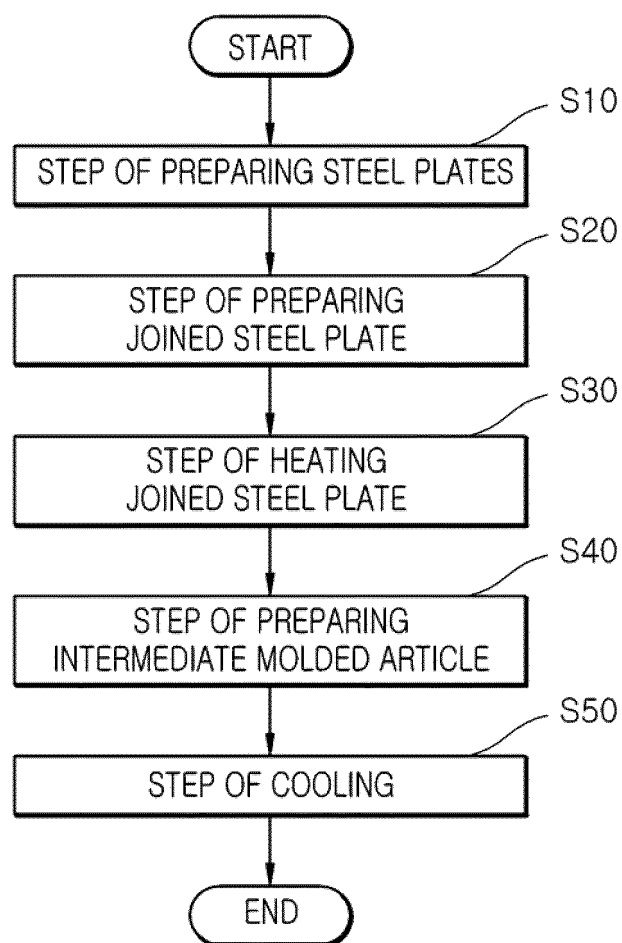 START
S10
STEP OF PREPARING STEEL PLATES
S20
STEP OF PREPARING
JOINED STEEL PLATE
S30
STEP OF HEATING
JOINED STEEL PLATE
S40
STEP OF PREPARING
INTERMEDIATE MOLDED ARTICLE
S50
STEP OF COOLING
END